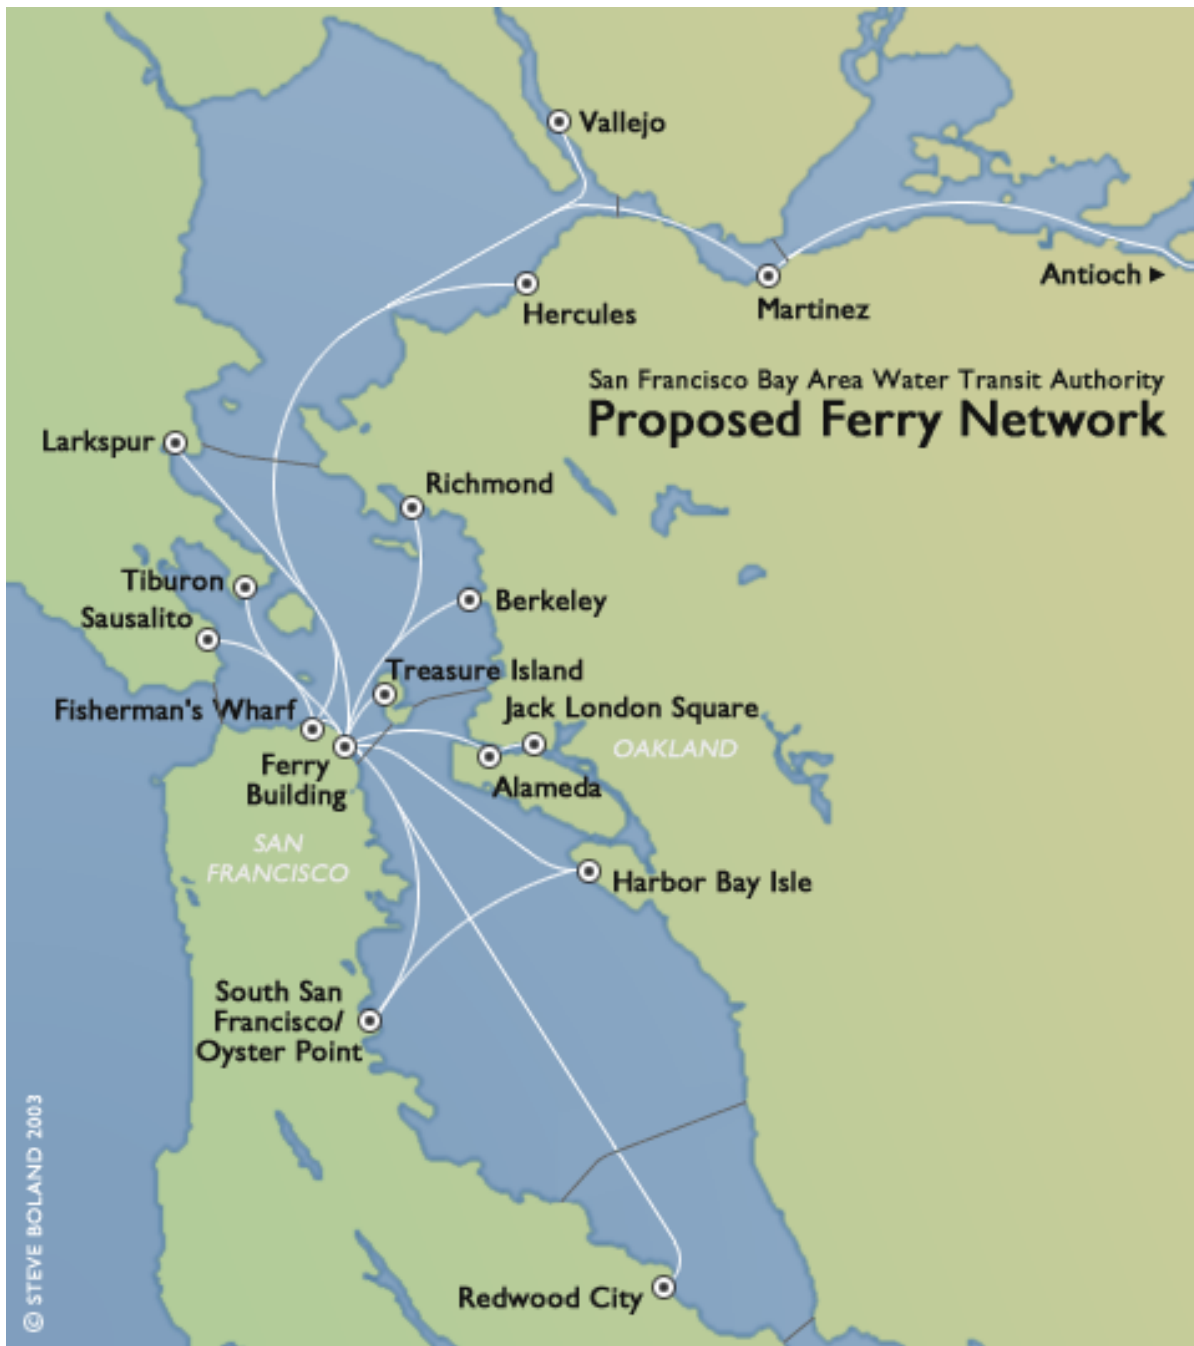 Vallejo
Antioch ►
Hercules
Martinez
San Francisco Bay Area Water Transit Authority
Proposed Ferry Network
Larkspur
Richmond
Tiburon
Berkeley
Sausalito
Treasure Island
Fisherman's Wharf
Jack London Square
OAKLAND
Ferry
Building
Alameda
SAN
FRANCISCO
Harbor Bay Isle
South San
Francisco/
Oyster Point
Redwood City
© STEVE BOLAND 2003